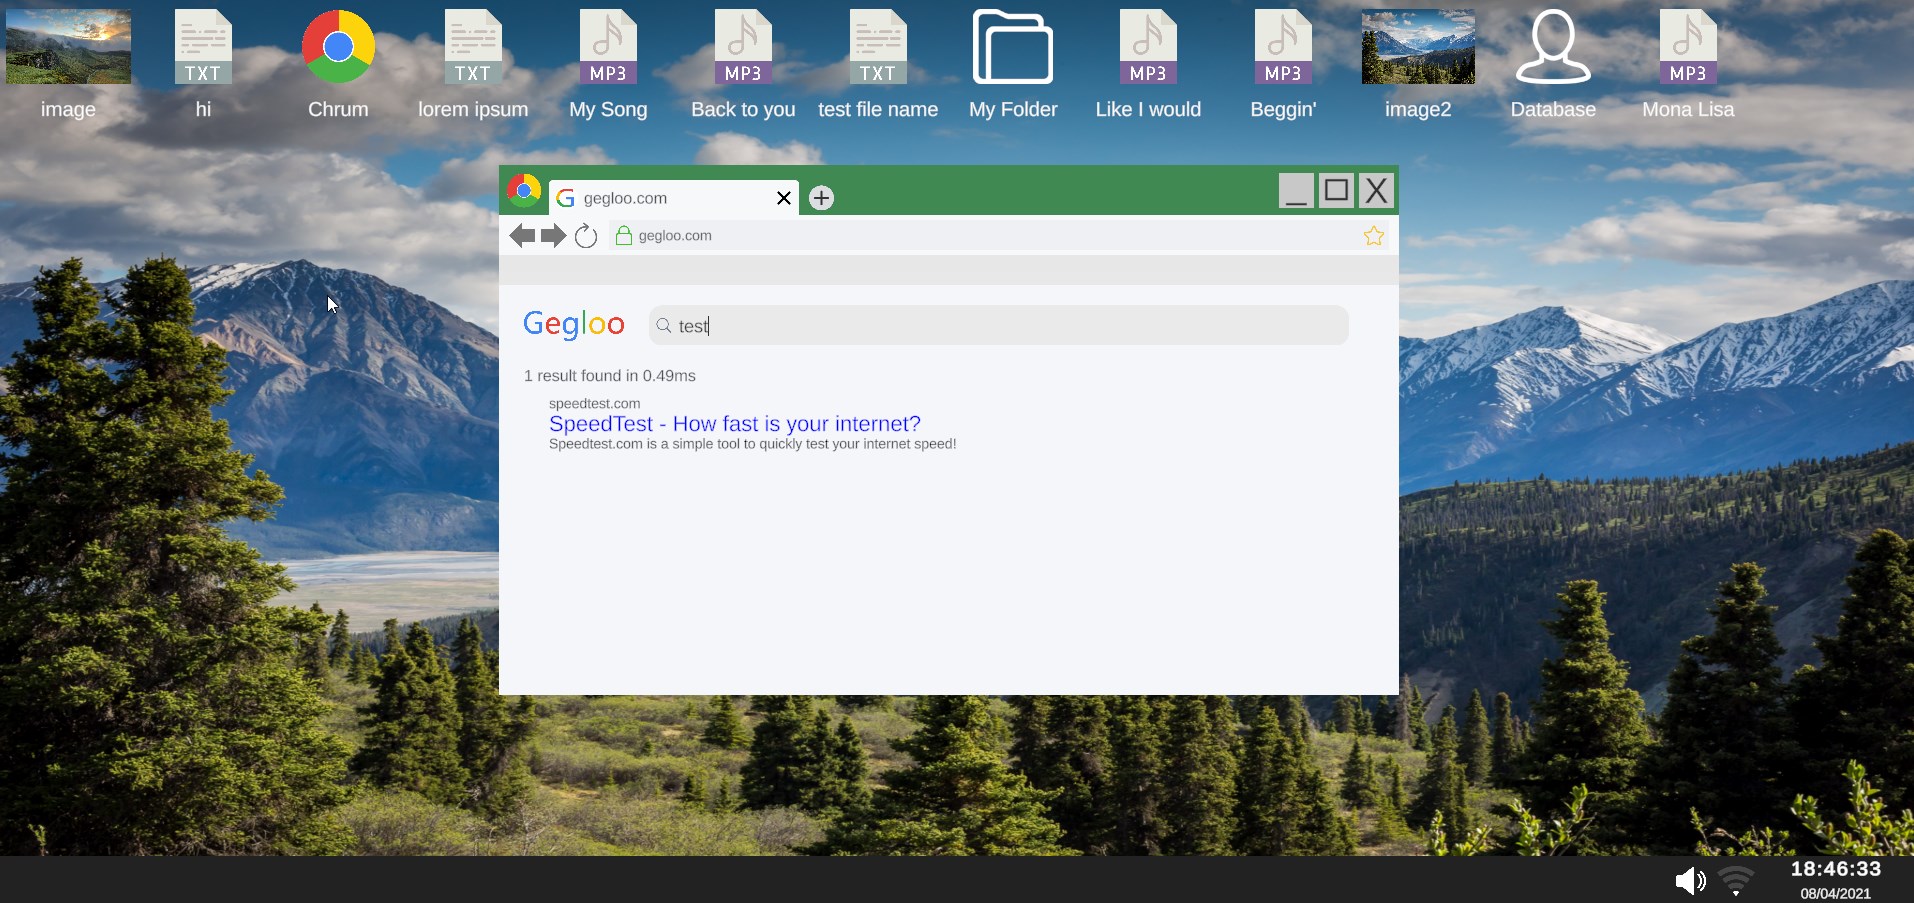 TXT
TXT
MP3
MP3
TXT
MP3
MP3
MP3
image
hi
Chrum
lorem ipsum
My Song
Back to you
test file name
My Folder
Like I would
Beggin'
image2
Database
Mona Lisa
gegloo.com
gegloo.com
Gegloo
test
1 result found in 0.49ms
speedtest.com
SpeedTest - How fast is your internet?
Speedtest.com is a simple tool to quickly test your internet speed!
18:46:33
08/04/2021